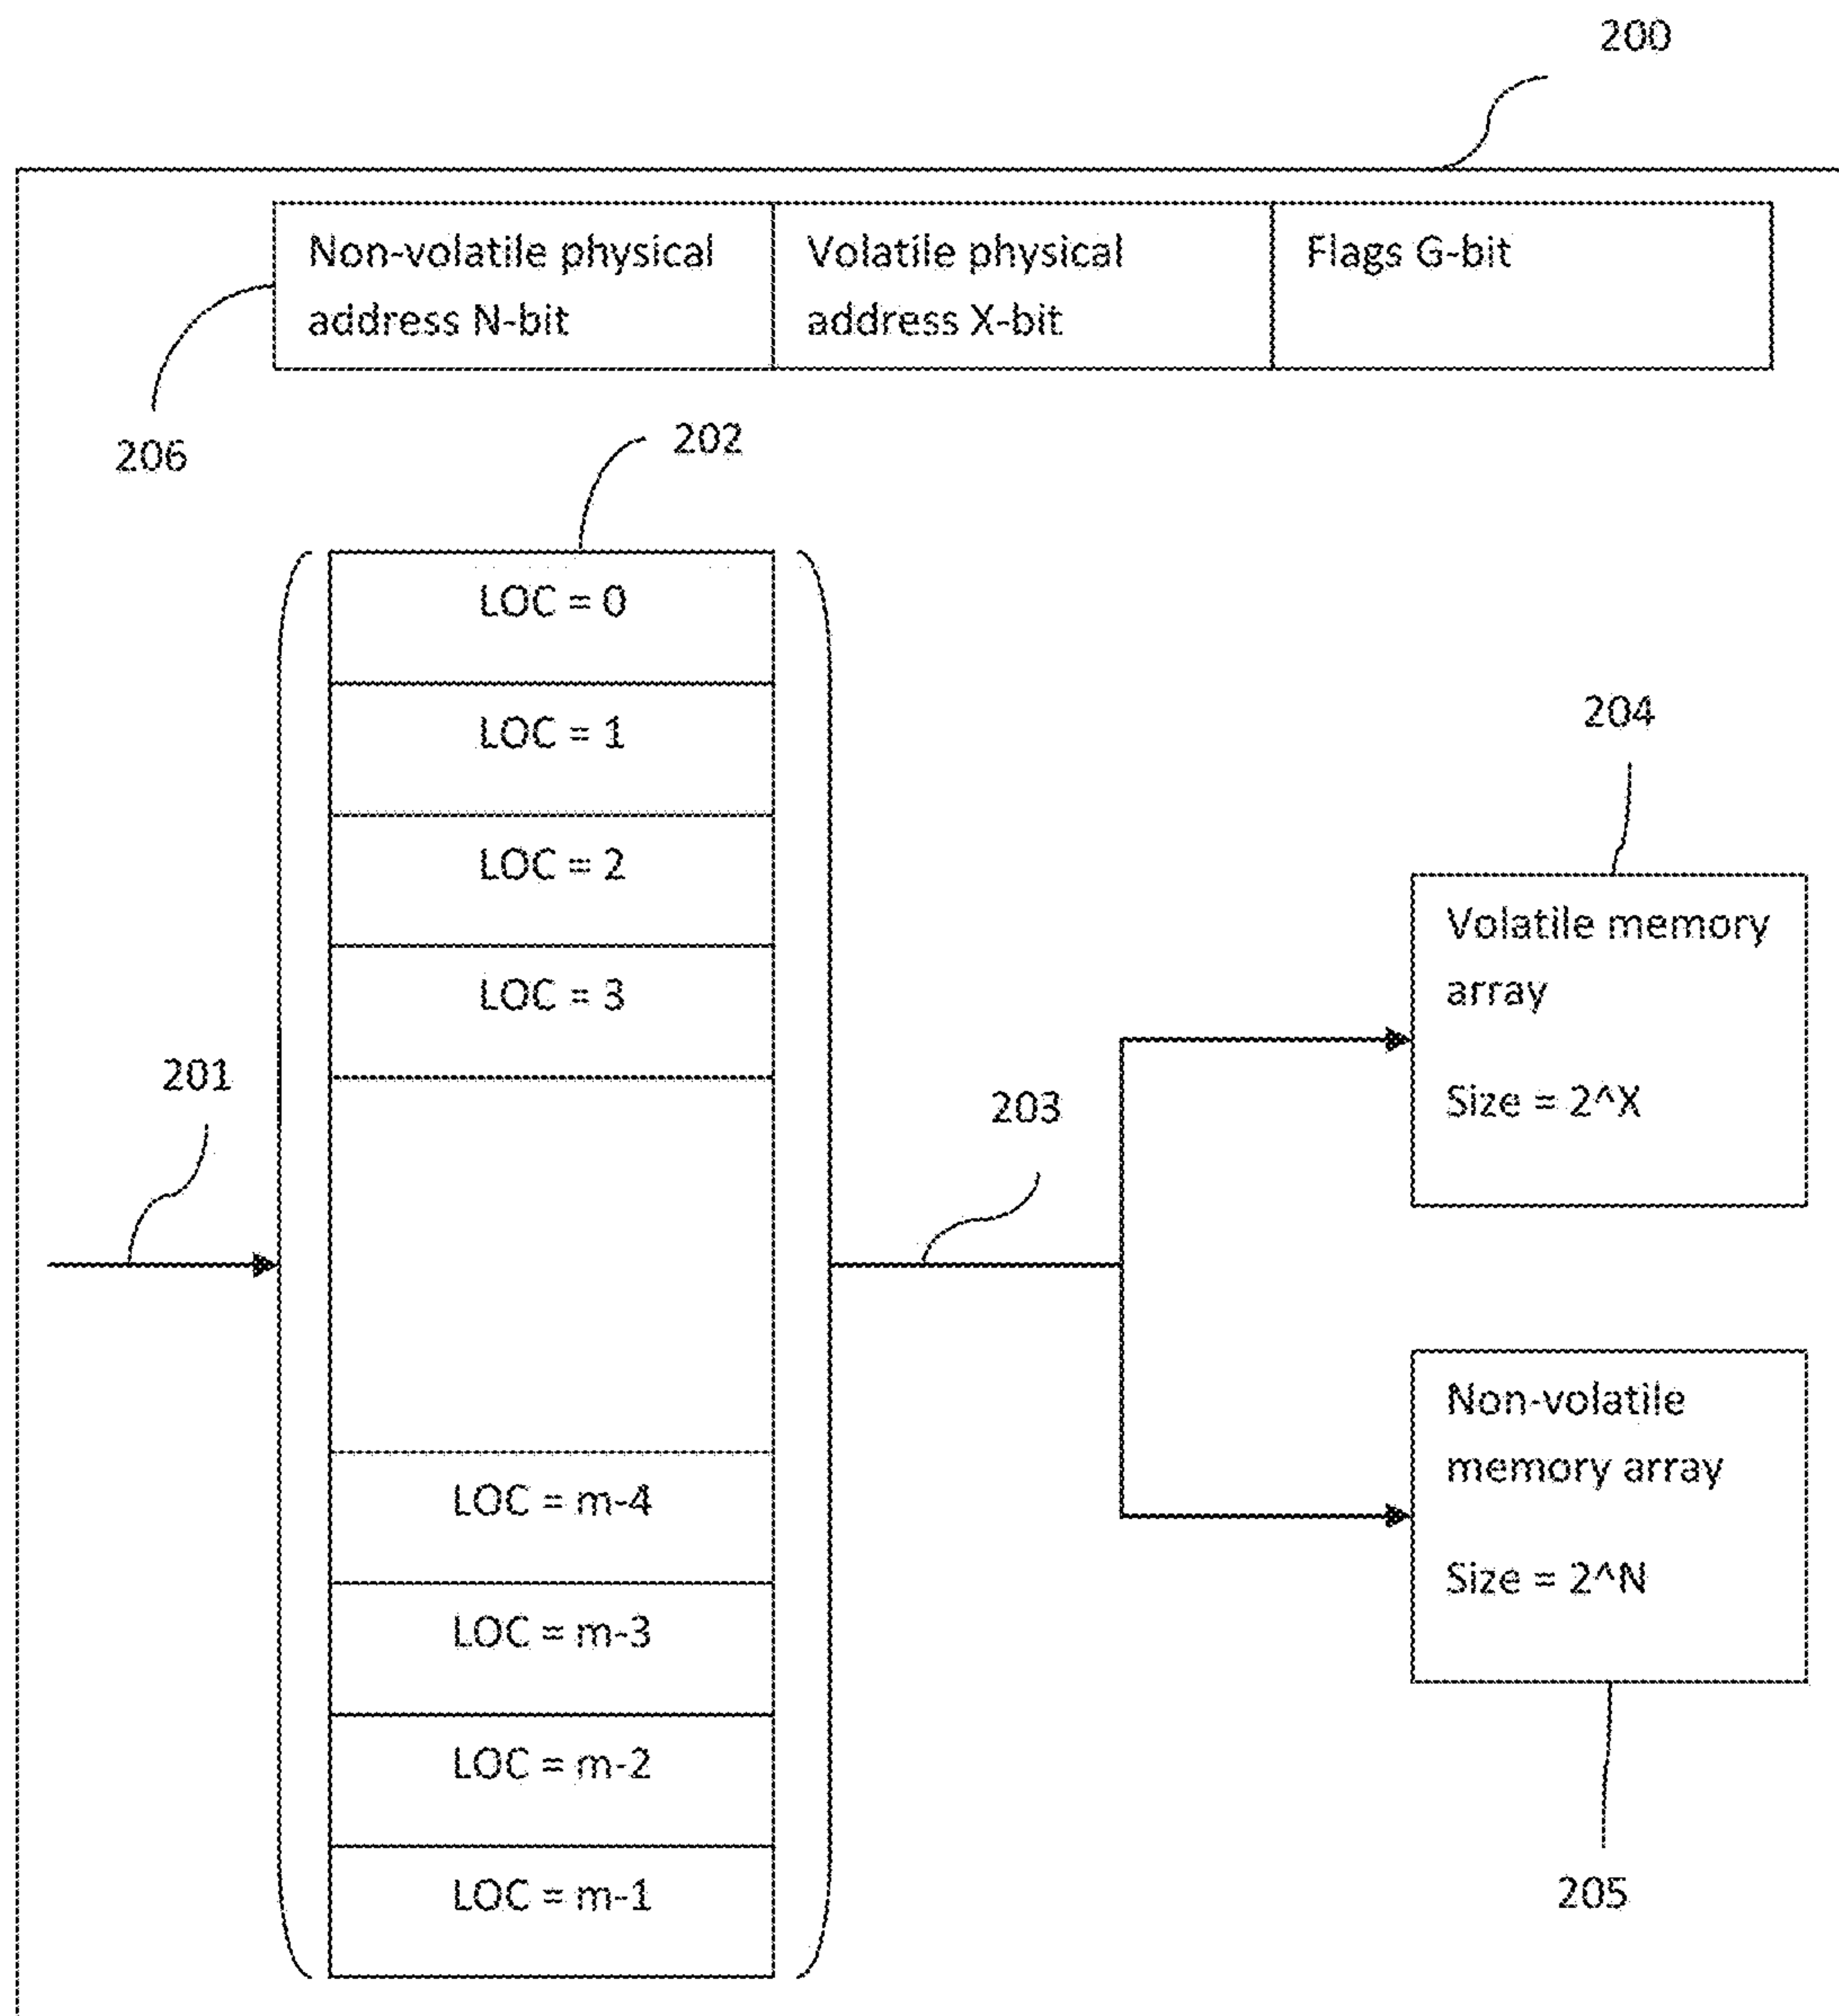 200
Non-volatile physical
address N-bit
Volatile physical
address X-bit
Flags G-bit
206
202
LOC = 0
LOC = 1
LOC = 2
LOC = 3
201
203
204
Volatile memory
array
Size = 2^X
Non-volatile
memory array
Size = 2^N
205
LOC = m-4
LOC = m-3
LOC = m-2
LOC = m-1